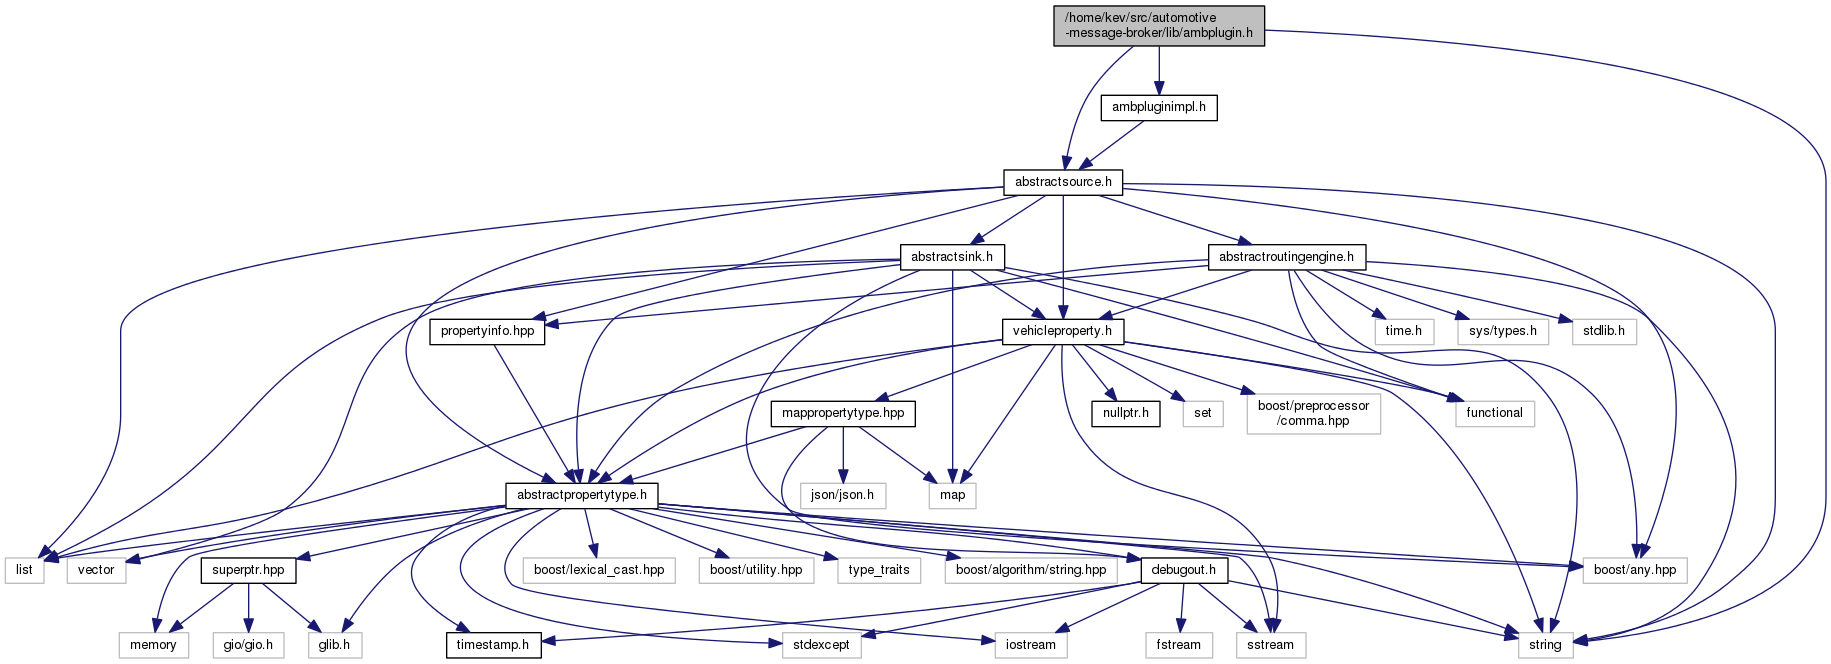 /home/kev/src/automotive
-message-broker/lib/ambplugin.h
ambpluginimpl.h
abstractsource.h
abstractsink.h
abstractroutingengine.h
propertyinfo.hpp
vehicleproperty.h
time.h
sys/types.h
stdlib.h
mappropertytype.hpp
nullptr.h
set
boost/preprocessor
/comma.hpp
functional
abstractpropertytype.h
json/json.h
map
list
vector
superptr.hpp
boost/lexical_cast.hpp
boost/utility.hpp
type_traits
boost/algorithm/string.hpp
debugout.h
boost/any.hpp
memory
gio/gio.h
glib.h
timestamp.h
stdexcept
iostream
fstream
sstream
string